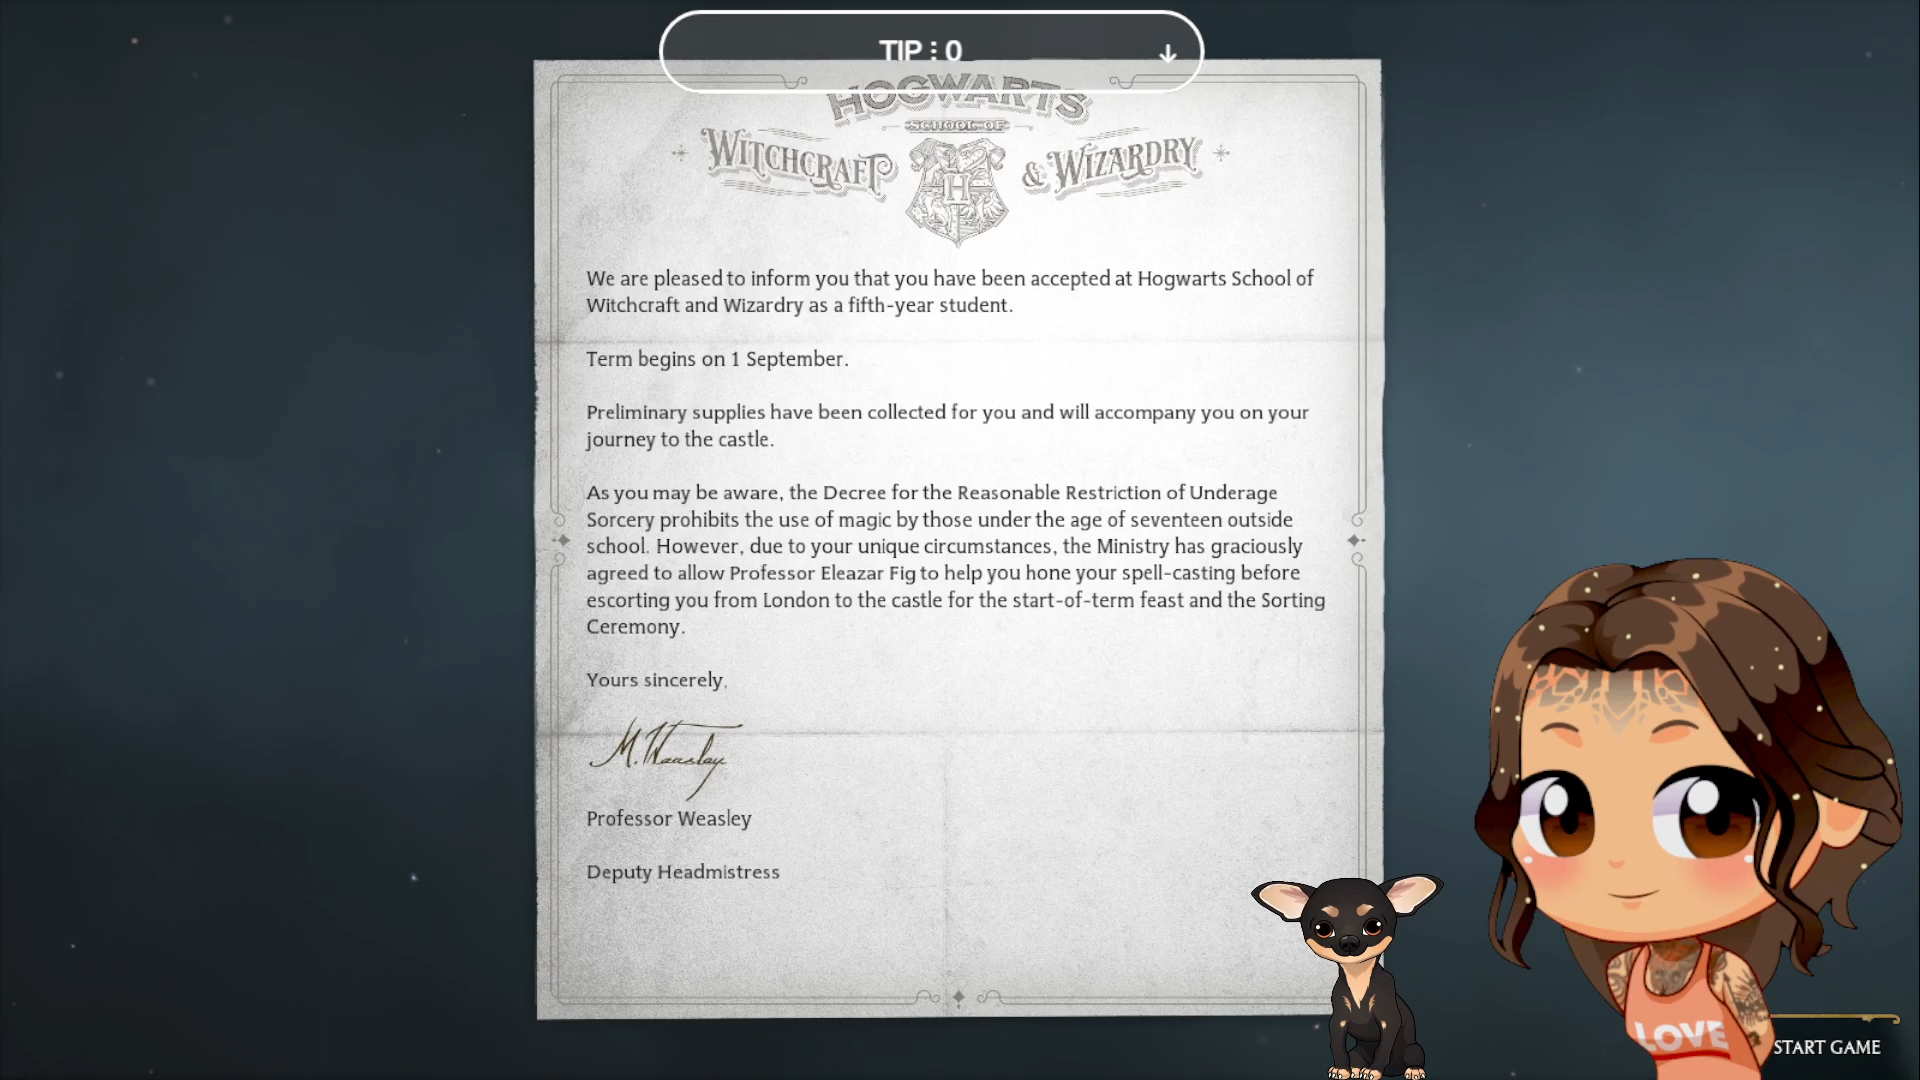 TIP : 0
HOGWARTS
SCHOOL OF
WITCHCRAFT & WIZARDRY
H
We are pleased to inform you that you have been accepted at Hogwarts School of
Witchcraft and Wizardry as a fifth-year student.
Term begins on 1 September.
Preliminary supplies have been collected for you and will accompany you on your
journey to the castle.
As you may be aware, the Decree for the Reasonable Restriction of Underage
Sorcery prohibits the use of magic by those under the age of seventeen outside
school. However, due to your unique circumstances, the Ministry has graciously
agreed to allow Professor Eleazar Fig to help you hone your spell-casting before
escorting you from London to the castle for the start-of-term feast and the Sorting
Ceremony.
Yours sincerely,
M. Weasley
Professor Weasley
Deputy Headmistress
LOVE
START GAME